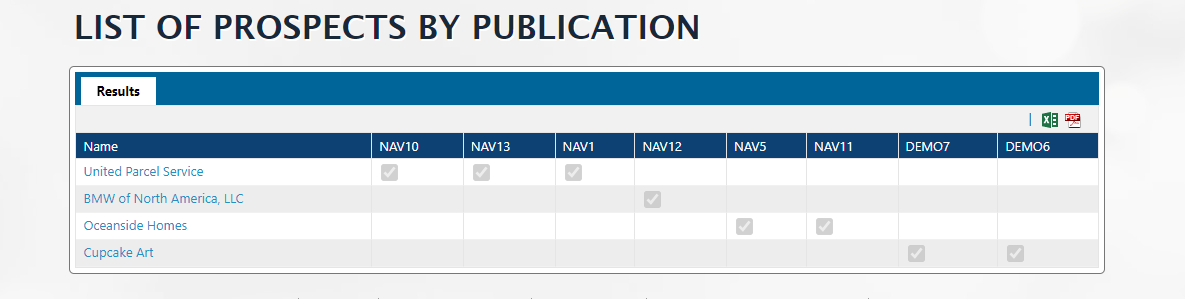 LIST OF PROSPECTS BY PUBLICATION
Results
Name NAV10 NAV13 NAV1 NAV12 NAV5 NAV11 DEMO7 DEMO6
United Parcel Service
BMW of North America, LLC
Oceanside Homes
Cupcake Art